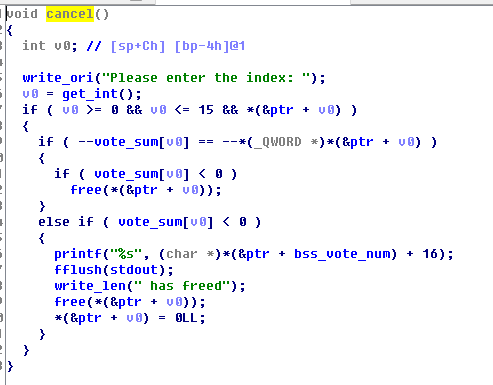 void cancel()
{
int v0; // [sp+Ch] [bp-4h]@1
write_ori("Please enter the index: ");
v0 = get_int();
if ( v0 >= 0 && v0 <= 15 && *(&ptr + v0) )
{
if ( --vote_sum[v0] == --*(_QWORD *)*(&ptr + v0) )
{
if ( vote_sum[v0] < 0 )
free(*(&ptr + v0));
}
else if ( vote_sum[v0] < 0 )
{
printf("%s", (char *)*(&ptr + bss_vote_num) + 16);
fflush(stdout);
write_len(" has freed");
free(*(&ptr + v0));
*(&ptr + v0) = 0LL;
}
}
}